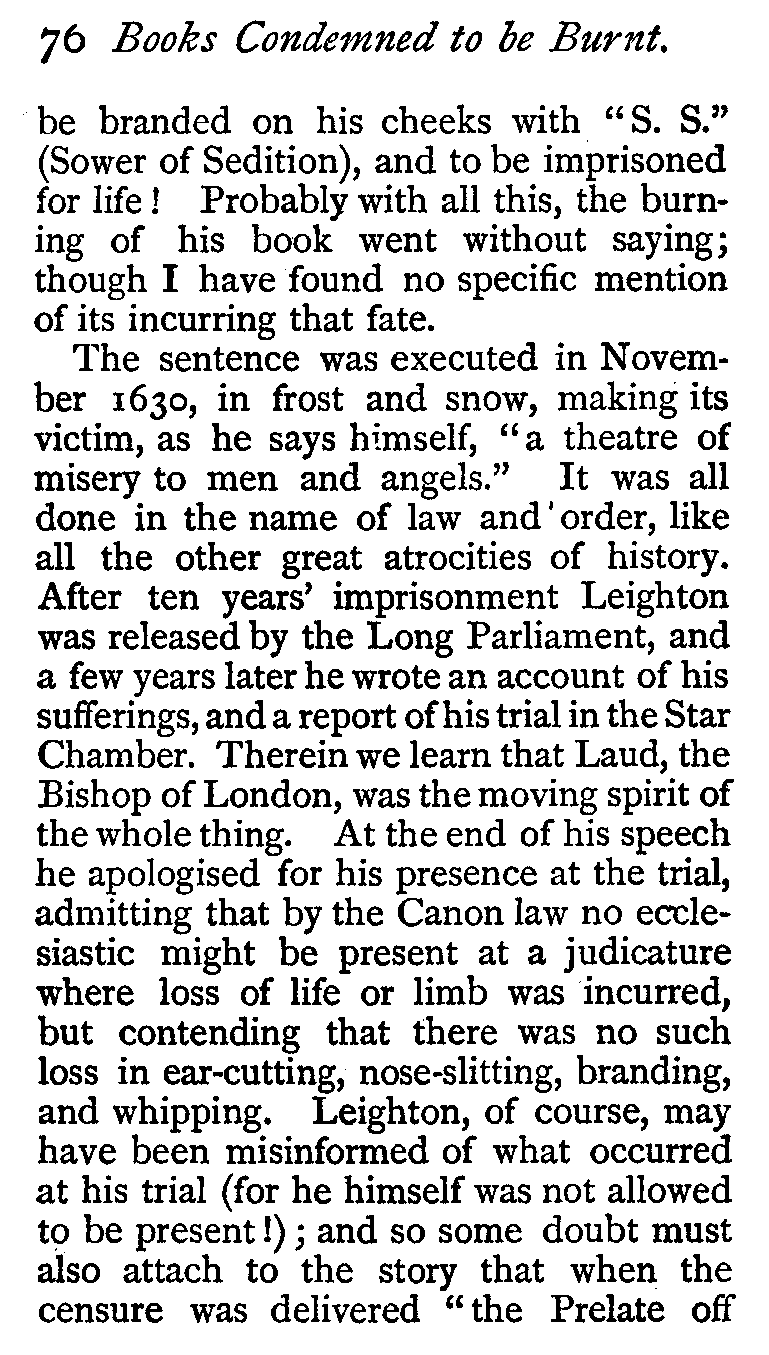 76 Books Condemned to be Burnt.
be branded on his cheeks with “S. S.”
(Sower of Sedition), and to be imprisoned
for life! Probably with all this, the burn-
ing of his book went without saying;
though I have found no specific mention
of its incurring that fate.
The sentence was executed in Novem-
ber 1630, in frost and snow, making its
victim, as he says himself, “a theatre of
misery to men and angels.” It was all
done in the name of law and order, like
all the other great atrocities of history.
After ten years’ imprisonment Leighton
was released by the Long Parliament, and
a few years later he wrote an account of his
sufferings, and a report of his trial in the Star
Chamber. Therein we learn that Laud, the
Bishop of London, was the moving spirit of
the whole thing. At the end of his speech
he apologised for his presence at the trial,
admitting that by the Canon law no eccle-
siastic might be present at a judicature
where loss of life or limb was incurred,
but contending that there was no such
loss in ear-cutting, nose-slitting, branding,
and whipping. Leighton, of course, may
have been misinformed of what occurred
at his trial (for he himself was not allowed
to be present!); and so some doubt must
also attach to the story that when the
censure was delivered “the Prelate off